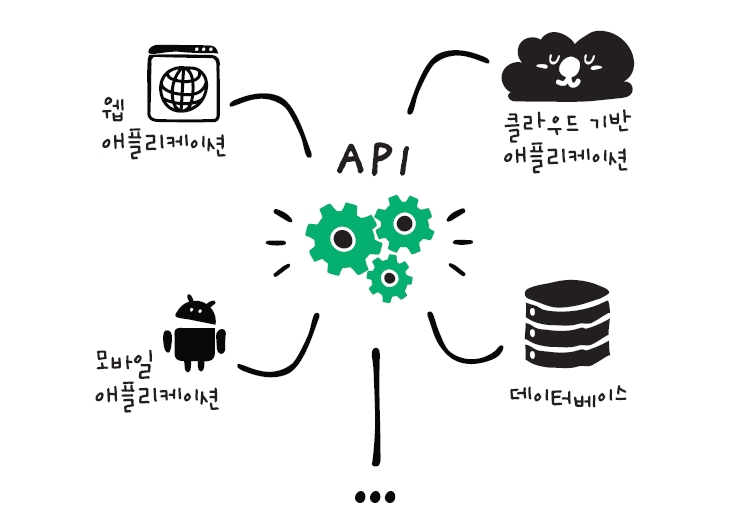 웹
애플리케이션
클라우드 기반
애플리케이션
API
모바일
애플리케이션
데이터베이스
•••